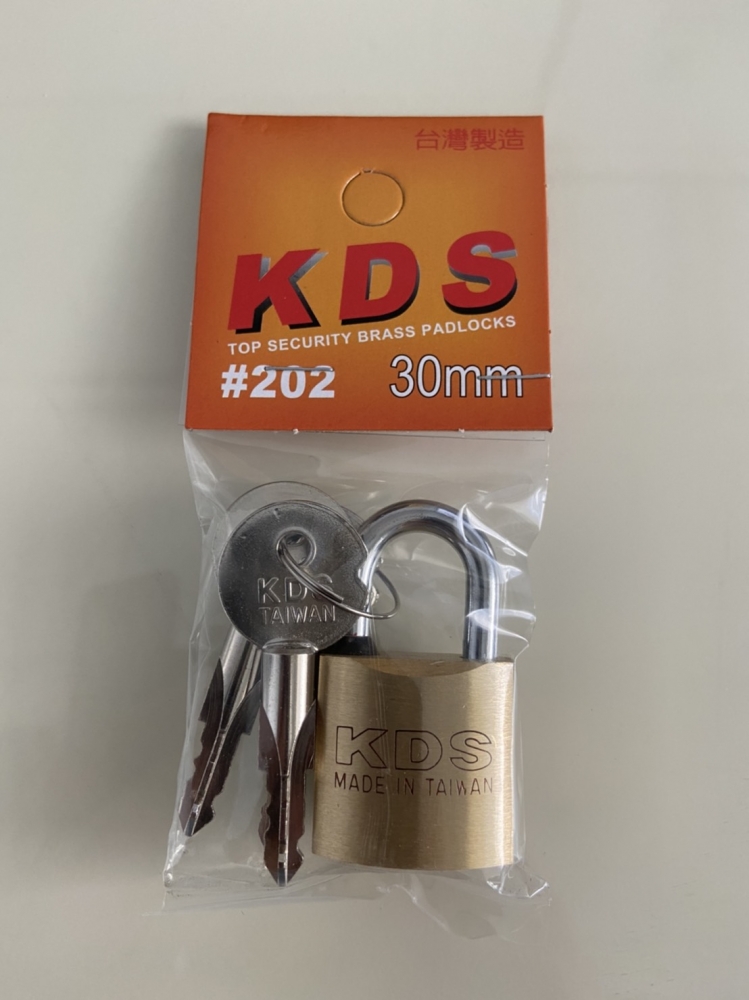 台灣製造
KDS
TOP SECURITY BRASS PADLOCKS
#202 30mm
KDS
TAIWAN
KDS
MADE IN TAIWAN